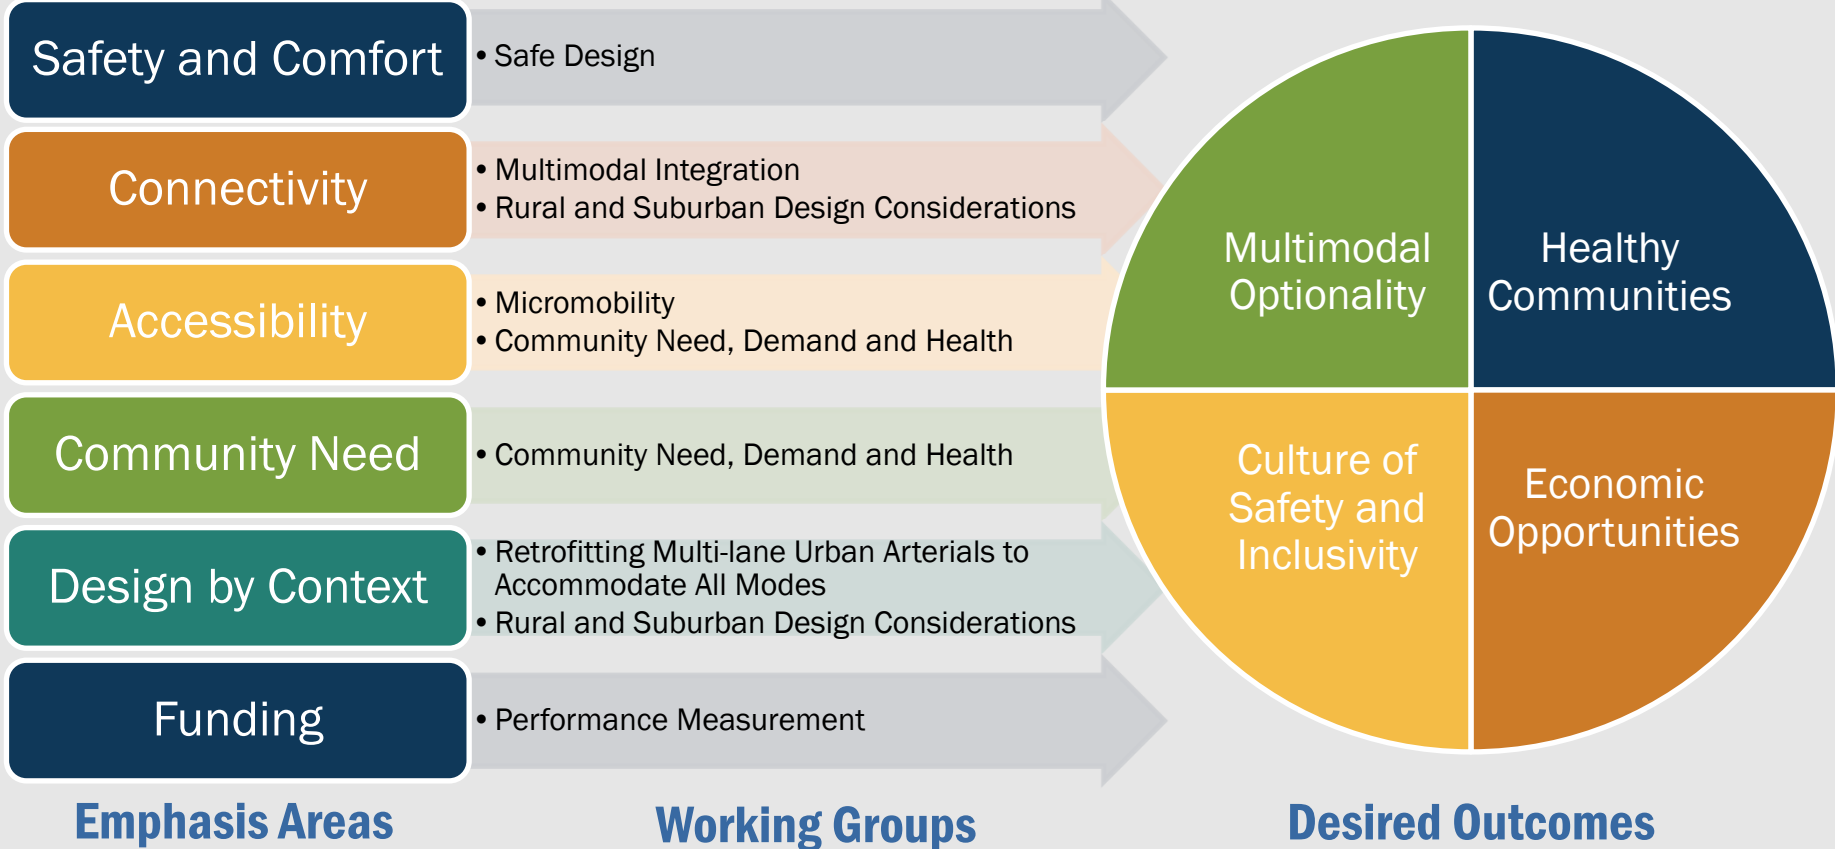 Safety and Comfort
• Safe Design
Connectivity
• Multimodal Integration
• Rural and Suburban Design Considerations
Accessibility
• Micromobility
• Community Need, Demand and Health
Community Need
• Community Need, Demand and Health
Design by Context
• Retrofitting Multi-lane Urban Arterials to
Accommodate All Modes
• Rural and Suburban Design Considerations
Funding
• Performance Measurement
Multimodal
Optionality
Healthy
Communities
Culture of
Safety and
Inclusivity
Economic
Opportunities
Emphasis Areas
Working Groups
Desired Outcomes